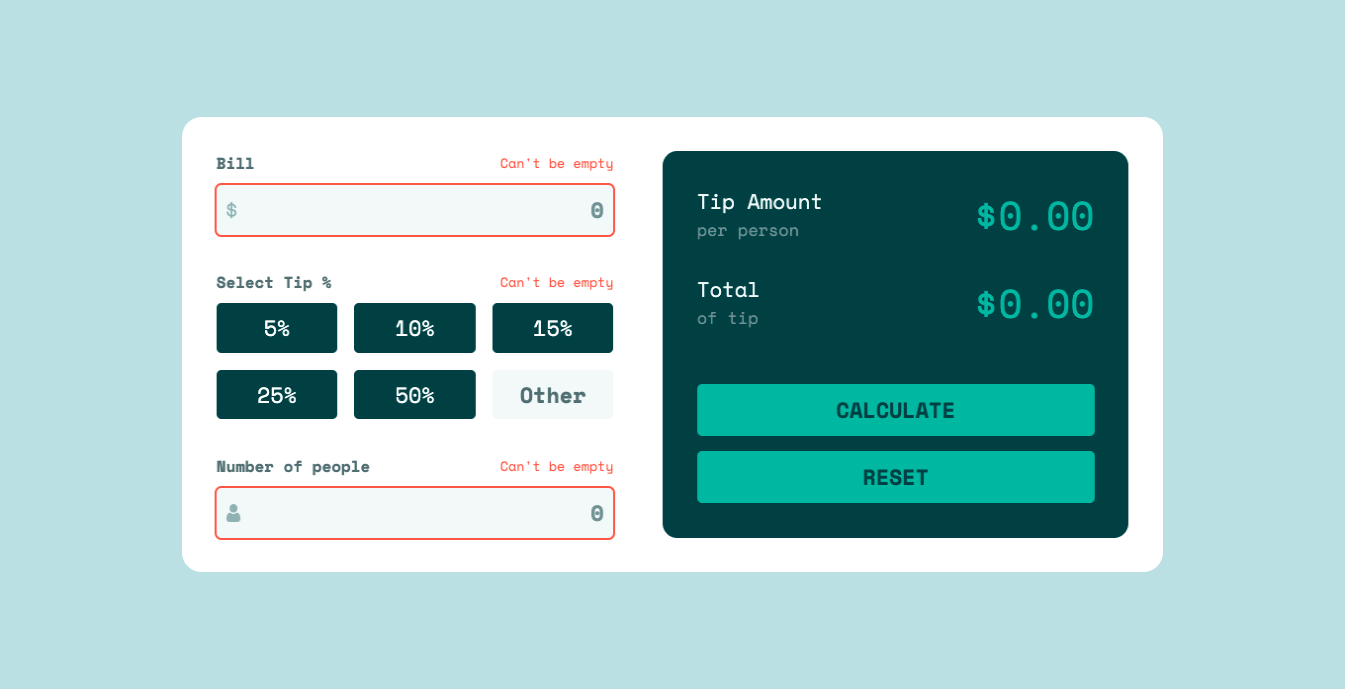 Bill Can't be empty
$ 0
Select Tip % Can't be empty
5% 10% 15%
25% 50% Other
Number of people Can't be empty
0
Tip Amount
per person
$0.00
Total
of tip
$0.00
CALCULATE
RESET